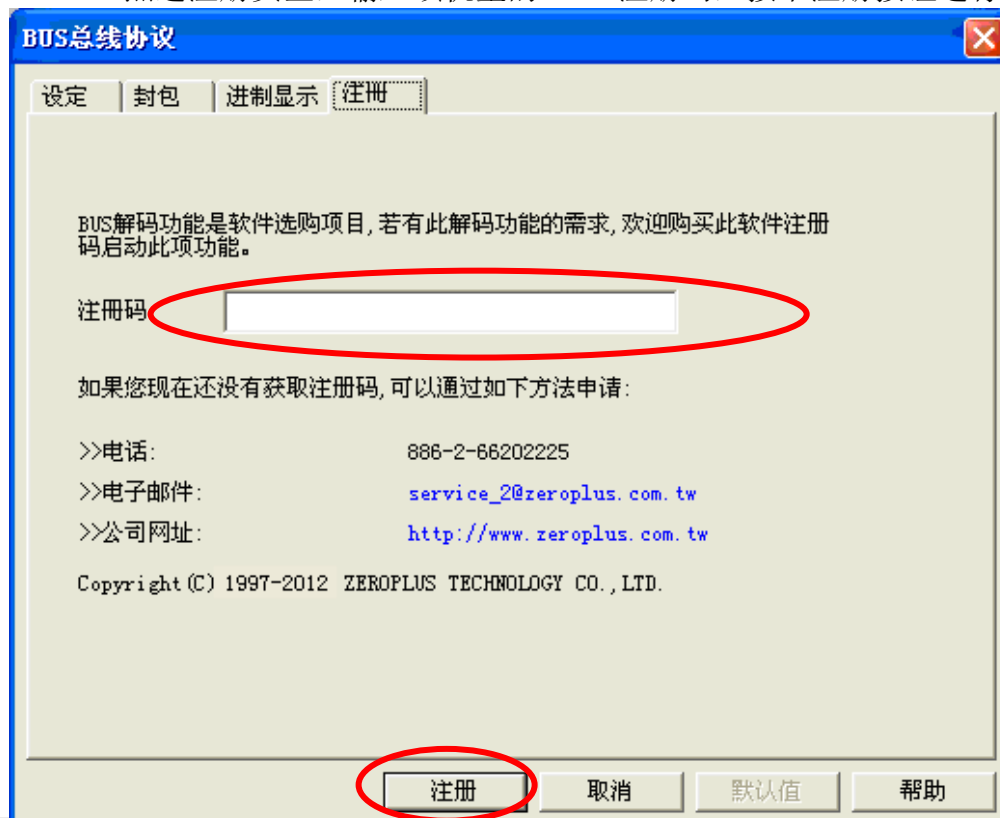 BUS总线协议
设定 封包 进制显示 注册
BUS解码功能是软件选购项目,若有此解码功能的需求,欢迎购买此软件注册
码启动此项功能。
注册码
如果您现在还没有获取注册码,可以通过如下方法申请:
>>电话: 886-2-66202225
>>电子邮件: service_2@zeroplus.com.tw
>>公司网址: http://www.zeroplus.com.tw
Copyright(C) 1997-2012 ZEROPLUS TECHNOLOGY CO.,LTD.
注册 取消 默认值 帮助